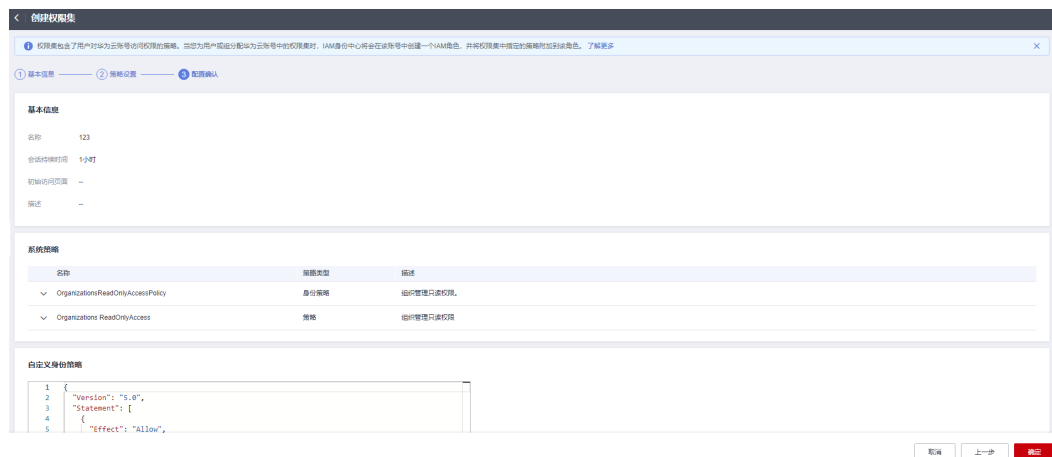 创建权限集
权限集包含了用户对华为云账号访问权限的策略。当您为用户或组分配华为云账号中的权限集时，IAM身份中心将会在该账号中创建一个IAM角色，并将权限集中指定的策略附加到该角色。 了解更多
1 基本信息 2 策略设置 3 配置确认
基本信息
名称 123
会话持续时间 1小时
初始访问页面 --
描述 --
系统策略
名称 策略类型 描述
OrganizationsReadOnlyAccessPolicy 身份策略 组织管理只读权限。
Organizations ReadOnlyAccess 策略 组织管理只读权限
自定义身份策略
1 {
2 "Version": "5.0",
3 "Statement": [
4 {
5 "Effect": "Allow",
取消 上一步 确定